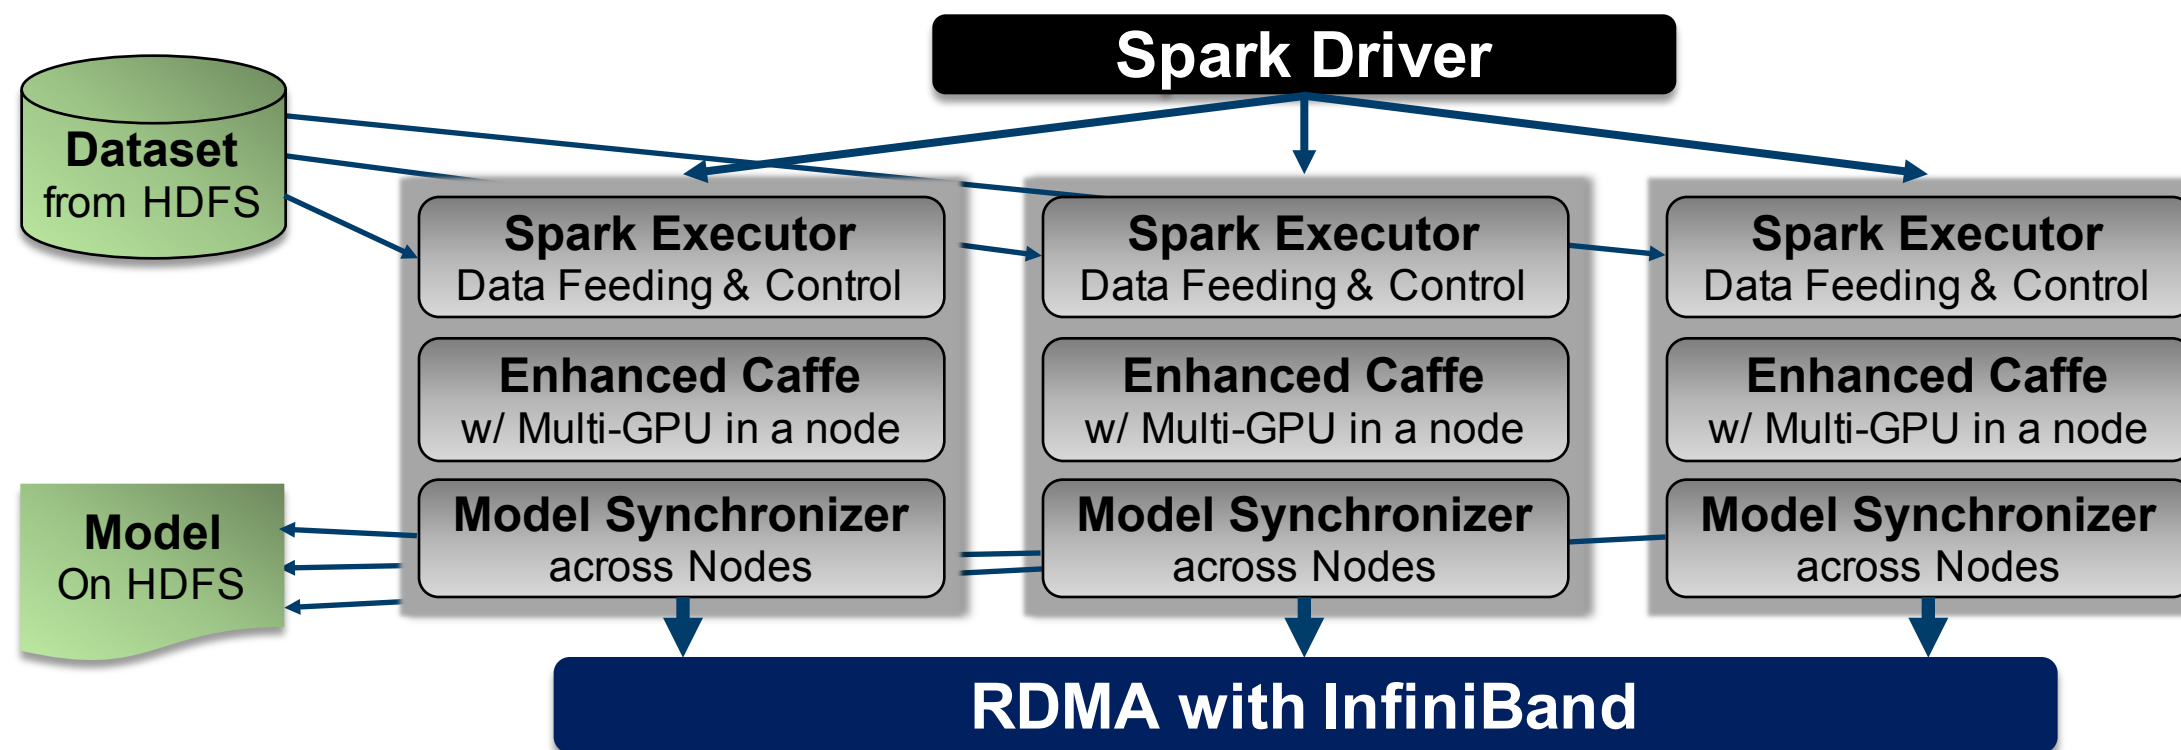 Spark Driver
Dataset
from HDFS
Spark Executor
Data Feeding & Control
Enhanced Caffe
w/ Multi-GPU in a node
Model Synchronizer
across Nodes
Spark Executor
Data Feeding & Control
Enhanced Caffe
w/ Multi-GPU in a node
Model Synchronizer
across Nodes
Spark Executor
Data Feeding & Control
Enhanced Caffe
w/ Multi-GPU in a node
Model Synchronizer
across Nodes
Model
On HDFS
RDMA with InfiniBand